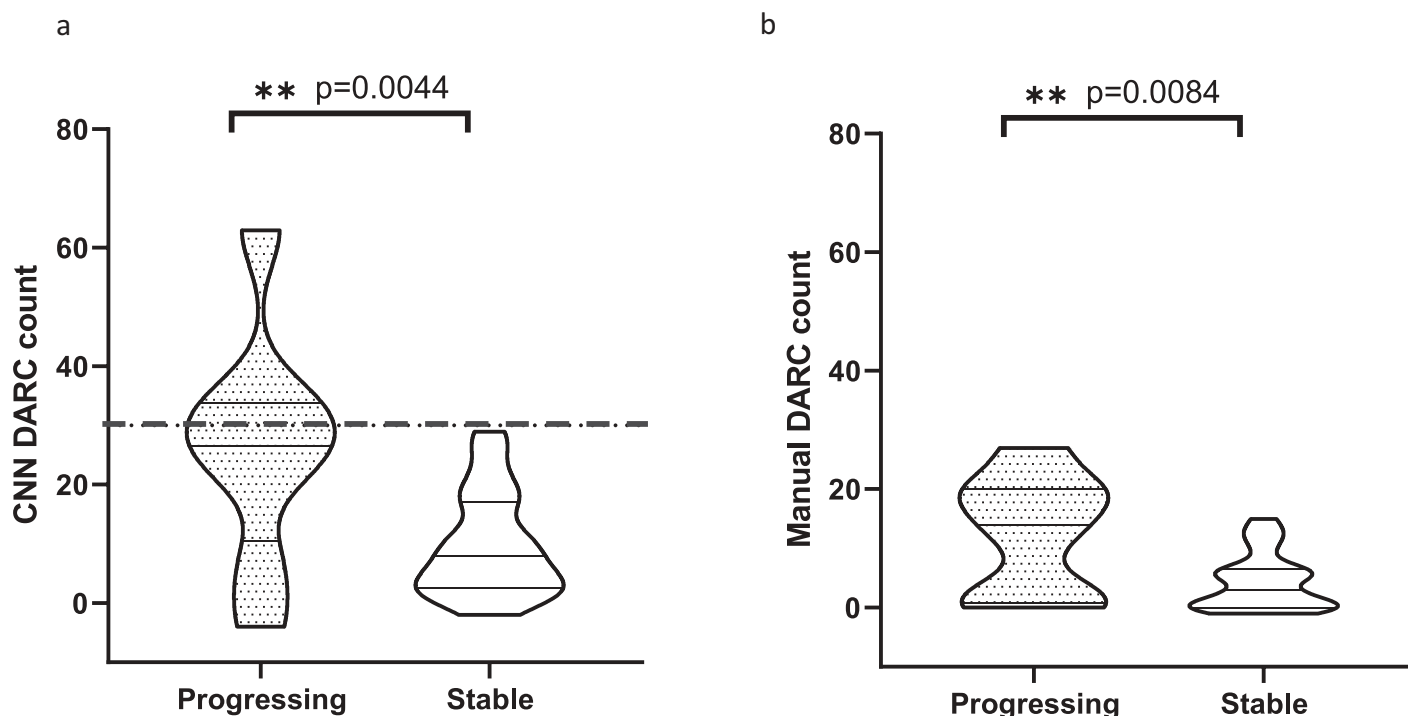 a
** p=0.0044
80
60
40
20
0
CNN DARC count
Progressing
Stable
b
** p=0.0084
80
60
40
20
0
Manual DARC count
Progressing
Stable